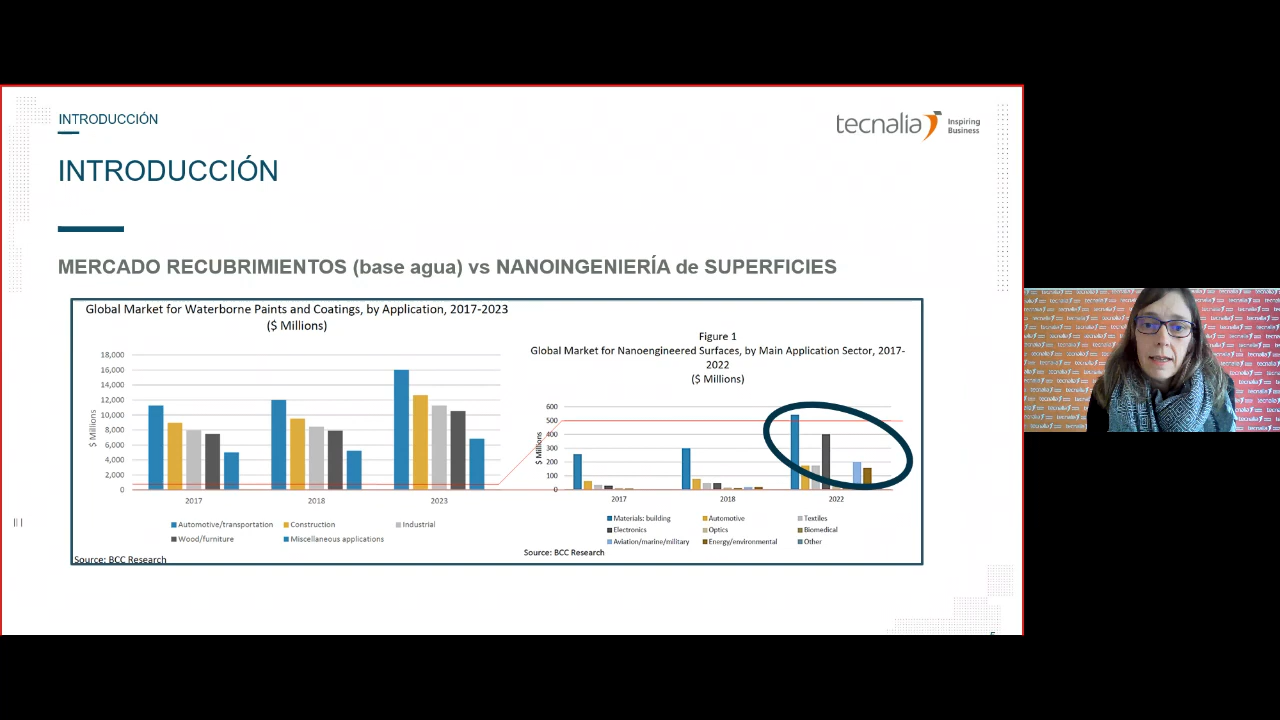 INTRODUCCIÓN
tecnalia Inspiring Business
INTRODUCCIÓN
MERCADO RECUBRIMIENTOS (base agua) vs NANOINGENIERÍA de SUPERFICIES
Global Market for Waterborne Paints and Coatings, by Application, 2017-2023
($ Millions)
18,000
16,000
14,000
12,000
10,000
8,000
6,000
4,000
2,000
0
$ Millions
2017 2018 2023
Automotive/transportation Construction Industrial
Wood/furniture Miscellaneous applications
Source: BCC Research
Figure 1
Global Market for Nanoengineered Surfaces, by Main Application Sector, 2017-
2022
($ Millions)
600
500
400
300
200
100
0
$ Millions
2017 2018 2022
Materials; building Automotive Textiles
Electronics Optics Biomedical
Aviation/marine/military Energy/environmental Other
Source: BCC Research